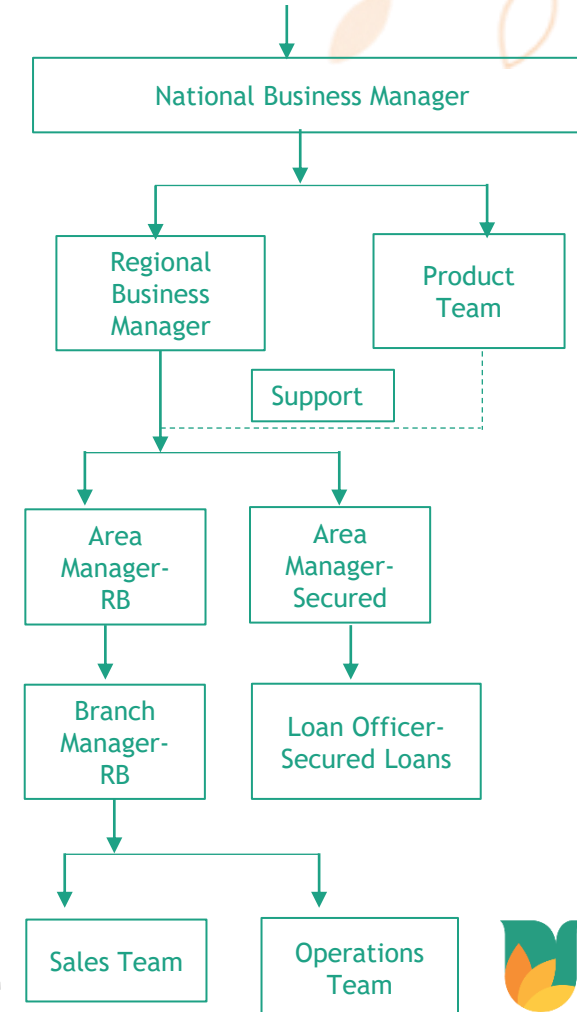 National Business Manager
Regional
Business
Manager
Product
Team
Support
Area
Manager-
RB
Area
Manager-
Secured
Branch
Manager-
RB
Loan Officer-
Secured Loans
Sales Team
Operations
Team